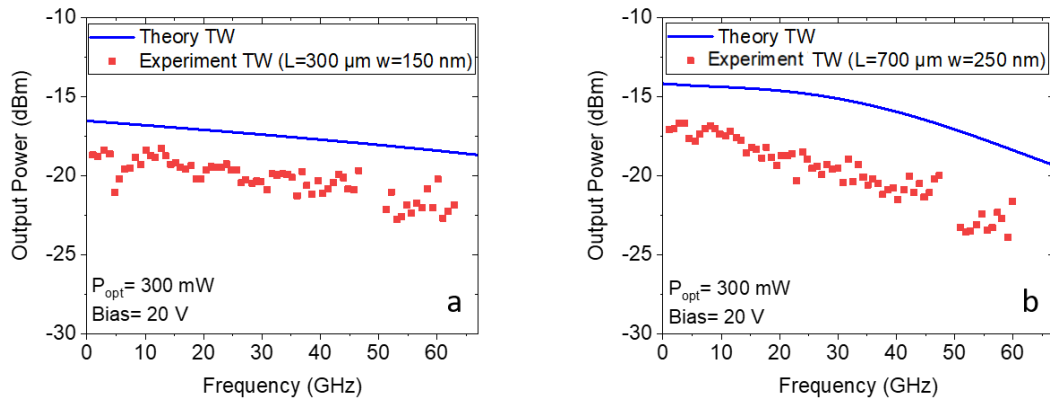 -10
-15
-20
-25
-30
Output Power (dBm)
Theory TW
Experiment TW (L=300 µm w=150 nm)
P_opt= 300 mW
Bias= 20 V
a
0 10 20 30 40 50 60
Frequency (GHz)
-10
-15
-20
-25
-30
Output Power (dBm)
Theory TW
Experiment TW (L=700 µm w=250 nm)
P_opt= 300 mW
Bias= 20 V
b
0 10 20 30 40 50 60
Frequency (GHz)